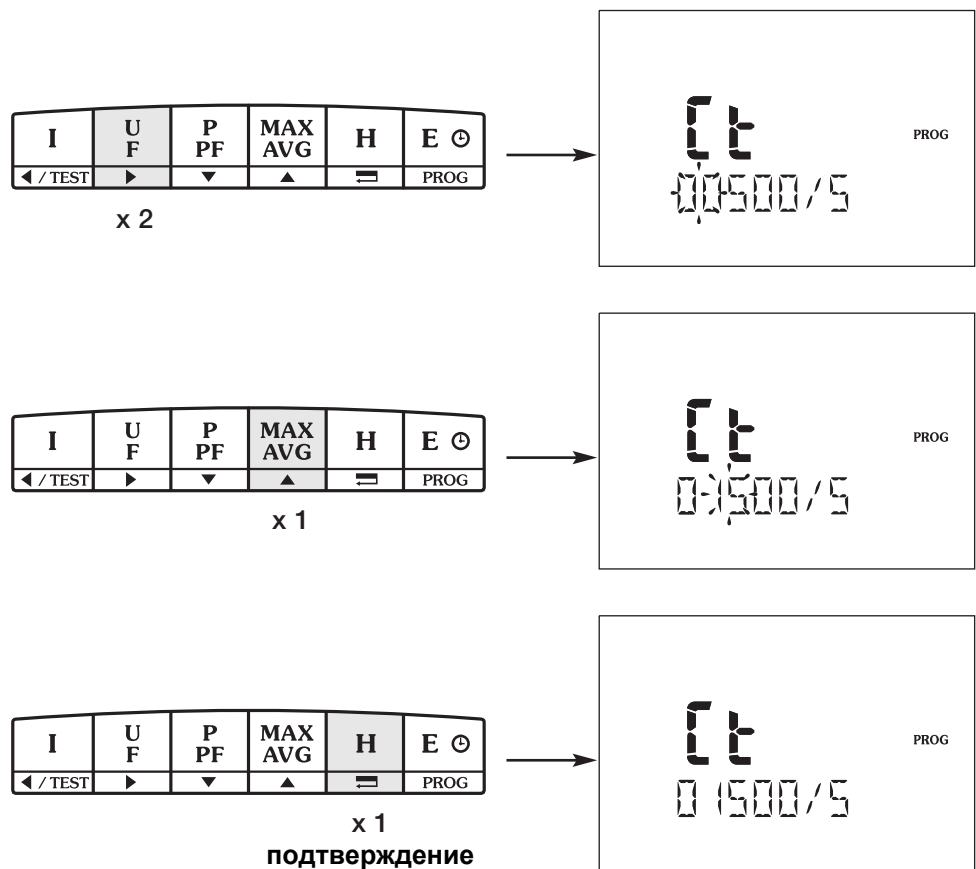 I U P MAX H E
F PF AVG
◀ / TEST ▶ ▼ ▲ PROG
x 2
Ct PROG
00500/5
I U P MAX H E
F PF AVG
◀ / TEST ▶ ▼ ▲ PROG
x 1
Ct PROG
01500/5
I U P MAX H E
F PF AVG
◀ / TEST ▶ ▼ ▲ PROG
x 1
подтверждение
Ct PROG
01500/5